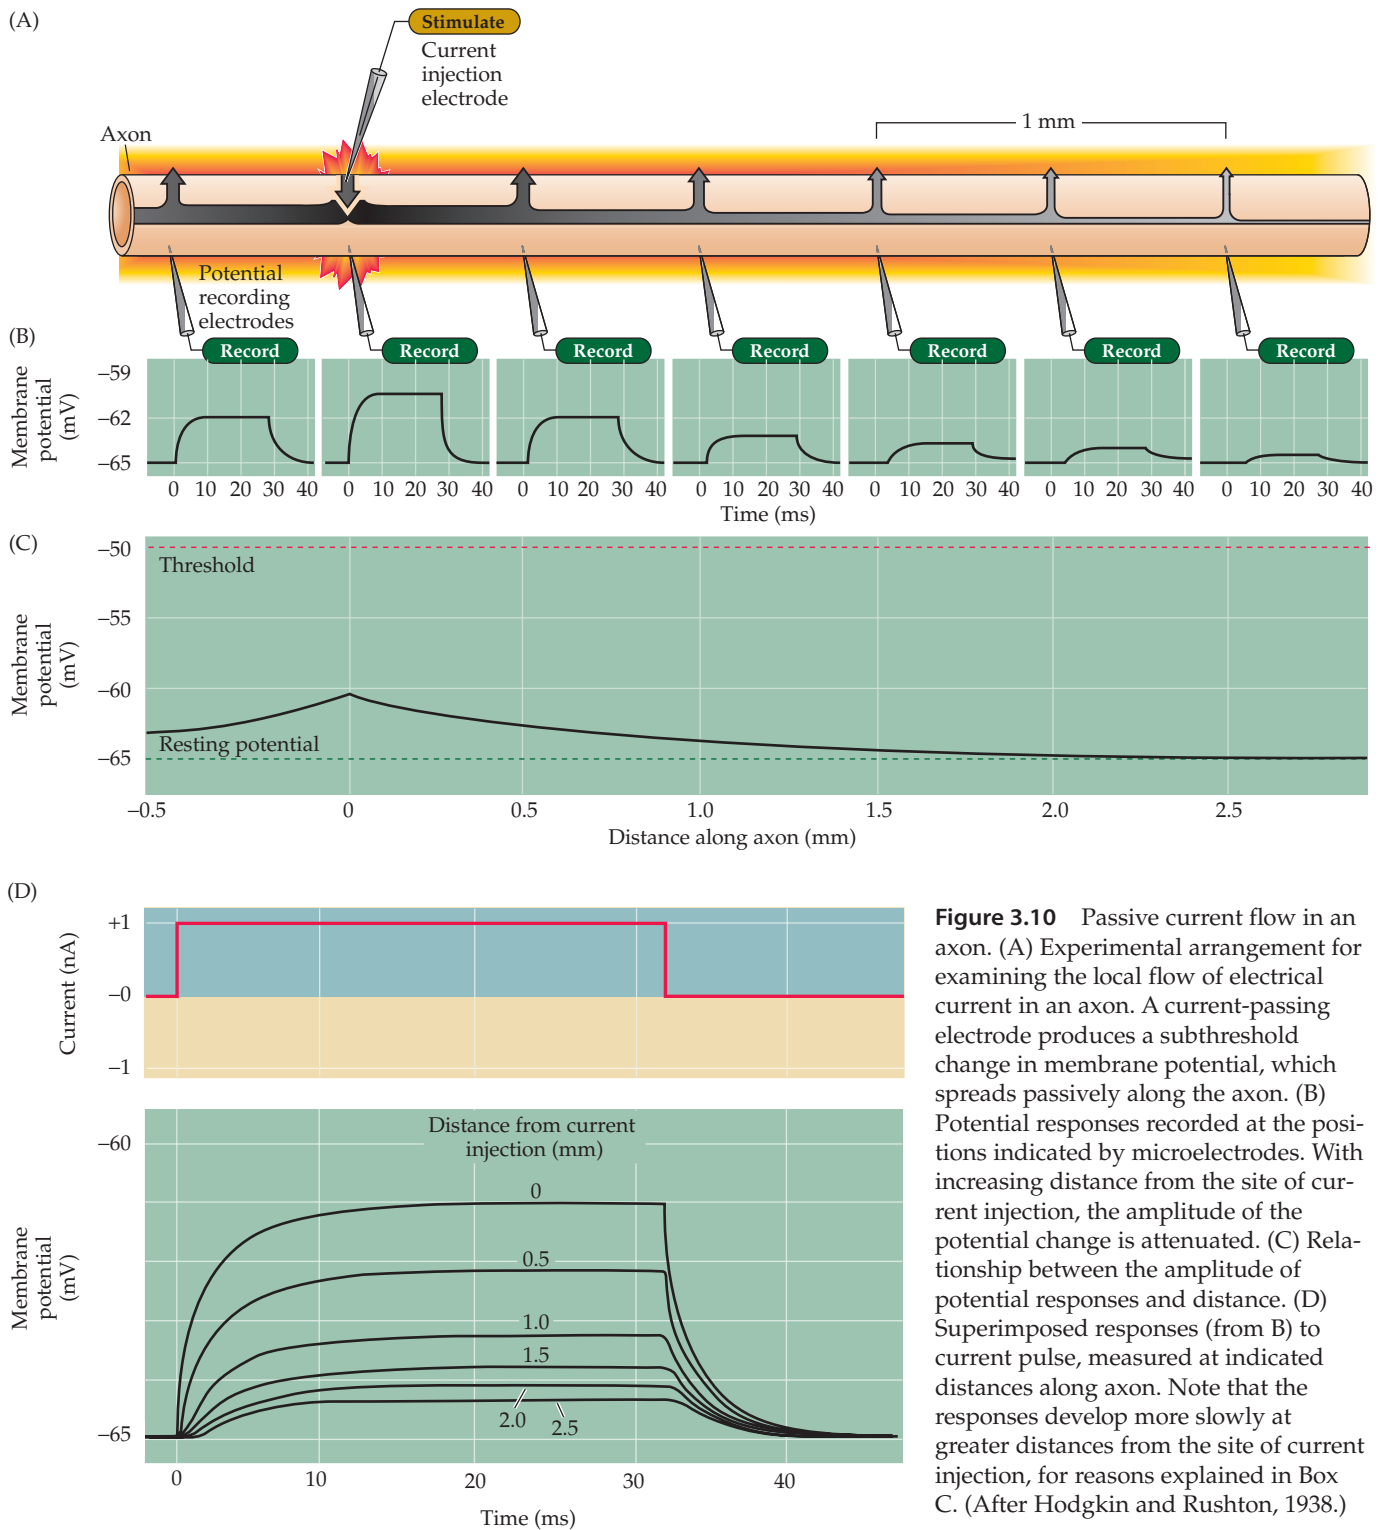 (A)
Stimulate
Current
injection
electrode
1 mm
Axon
Potential
recording
electrodes
(B)
Record Record Record Record Record Record Record
Membrane
potential
(mV)
–59
–62
–65
0 10 20 30 40 0 10 20 30 40 0 10 20 30 40 0 10 20 30 40 0 10 20 30 40 0 10 20 30 40 0 10 20 30 40
Time (ms)
(C)
Membrane
potential
(mV)
–50
Threshold
–55
–60
Resting potential
–65
–0.5 0 0.5 1.0 1.5 2.0 2.5
Distance along axon (mm)
(D)
Current (nA)
+1
–0
–1
Membrane
potential
(mV)
–60
Distance from current
injection (mm)
0
0.5
1.0
1.5
2.0
2.5
–65
0 10 20 30 40
Time (ms)
Figure 3.10 Passive current flow in an
axon. (A) Experimental arrangement for
examining the local flow of electrical
current in an axon. A current-passing
electrode produces a subthreshold
change in membrane potential, which
spreads passively along the axon. (B)
Potential responses recorded at the posi-
tions indicated by microelectrodes. With
increasing distance from the site of cur-
rent injection, the amplitude of the
potential change is attenuated. (C) Rela-
tionship between the amplitude of
potential responses and distance. (D)
Superimposed responses (from B) to
current pulse, measured at indicated
distances along axon. Note that the
responses develop more slowly at
greater distances from the site of current
injection, for reasons explained in Box
C. (After Hodgkin and Rushton, 1938.)